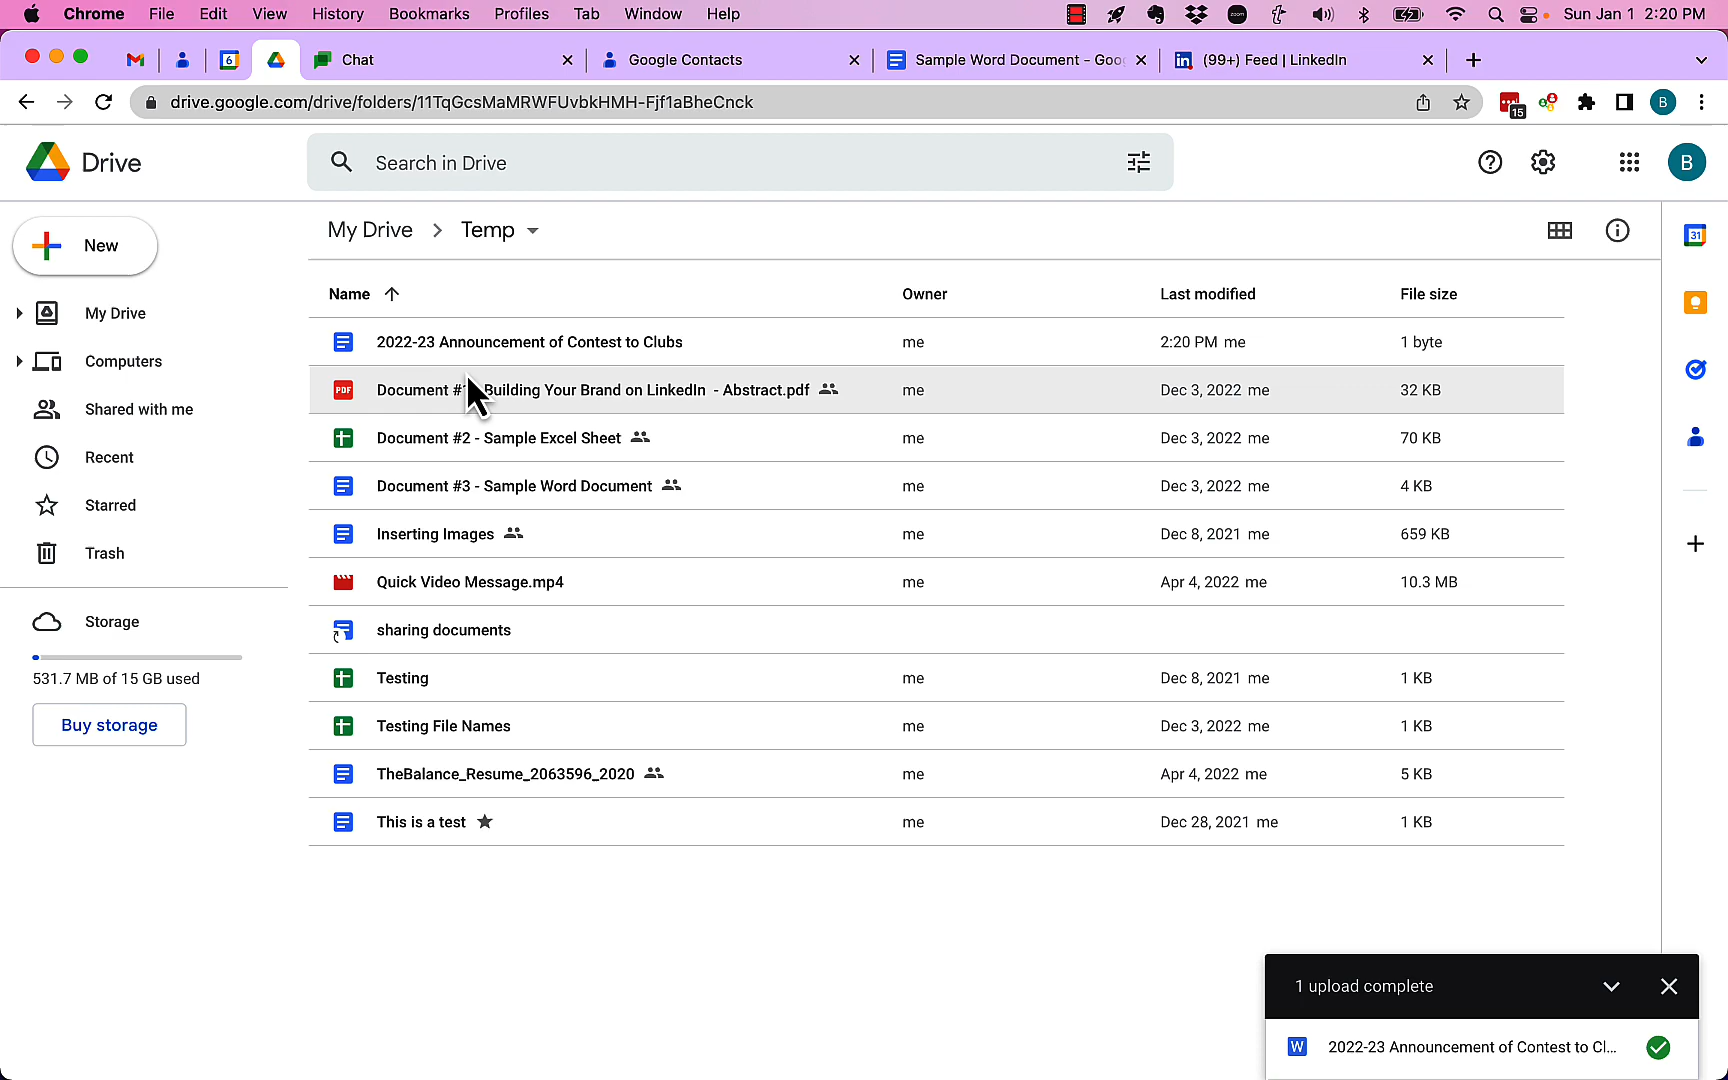 Chrome File Edit View History Bookmarks Profiles Tab Window Help zoom Sun Jan 1 2:20 PM
6 Chat Google Contacts Sample Word Document - Goo (99+) Feed | LinkedIn
drive.google.com/drive/folders/11TqGcsMaMRWFUvbkHMH-Fjf1aBheCnck 15 B
Drive Search in Drive B
New My Drive Temp
31
Name Owner Last modified File size
My Drive
2022-23 Announcement of Contest to Clubs me 2:20 PM me 1 byte
Computers
PDF Document #1 Building Your Brand on LinkedIn - Abstract.pdf me Dec 3, 2022 me 32 KB
Shared with me
Document #2 - Sample Excel Sheet me Dec 3, 2022 me 70 KB
Recent
Document #3 - Sample Word Document me Dec 3, 2022 me 4 KB
Starred
Inserting Images me Dec 8, 2021 me 659 KB
Trash
Quick Video Message.mp4 me Apr 4, 2022 me 10.3 MB
Storage
sharing documents
531.7 MB of 15 GB used
Testing me Dec 8, 2021 me 1 KB
Buy storage
Testing File Names me Dec 3, 2022 me 1 KB
TheBalance_Resume_2063596_2020 me Apr 4, 2022 me 5 KB
This is a test me Dec 28, 2021 me 1 KB
1 upload complete
W 2022-23 Announcement of Contest to Cl...